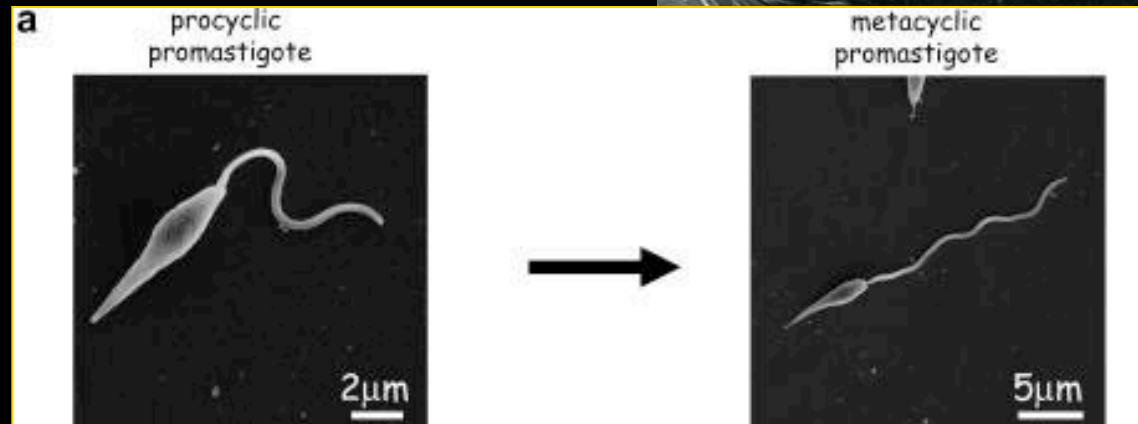 a
procyclic
promastigote
metacyclic
promastigote
2μm
5μm